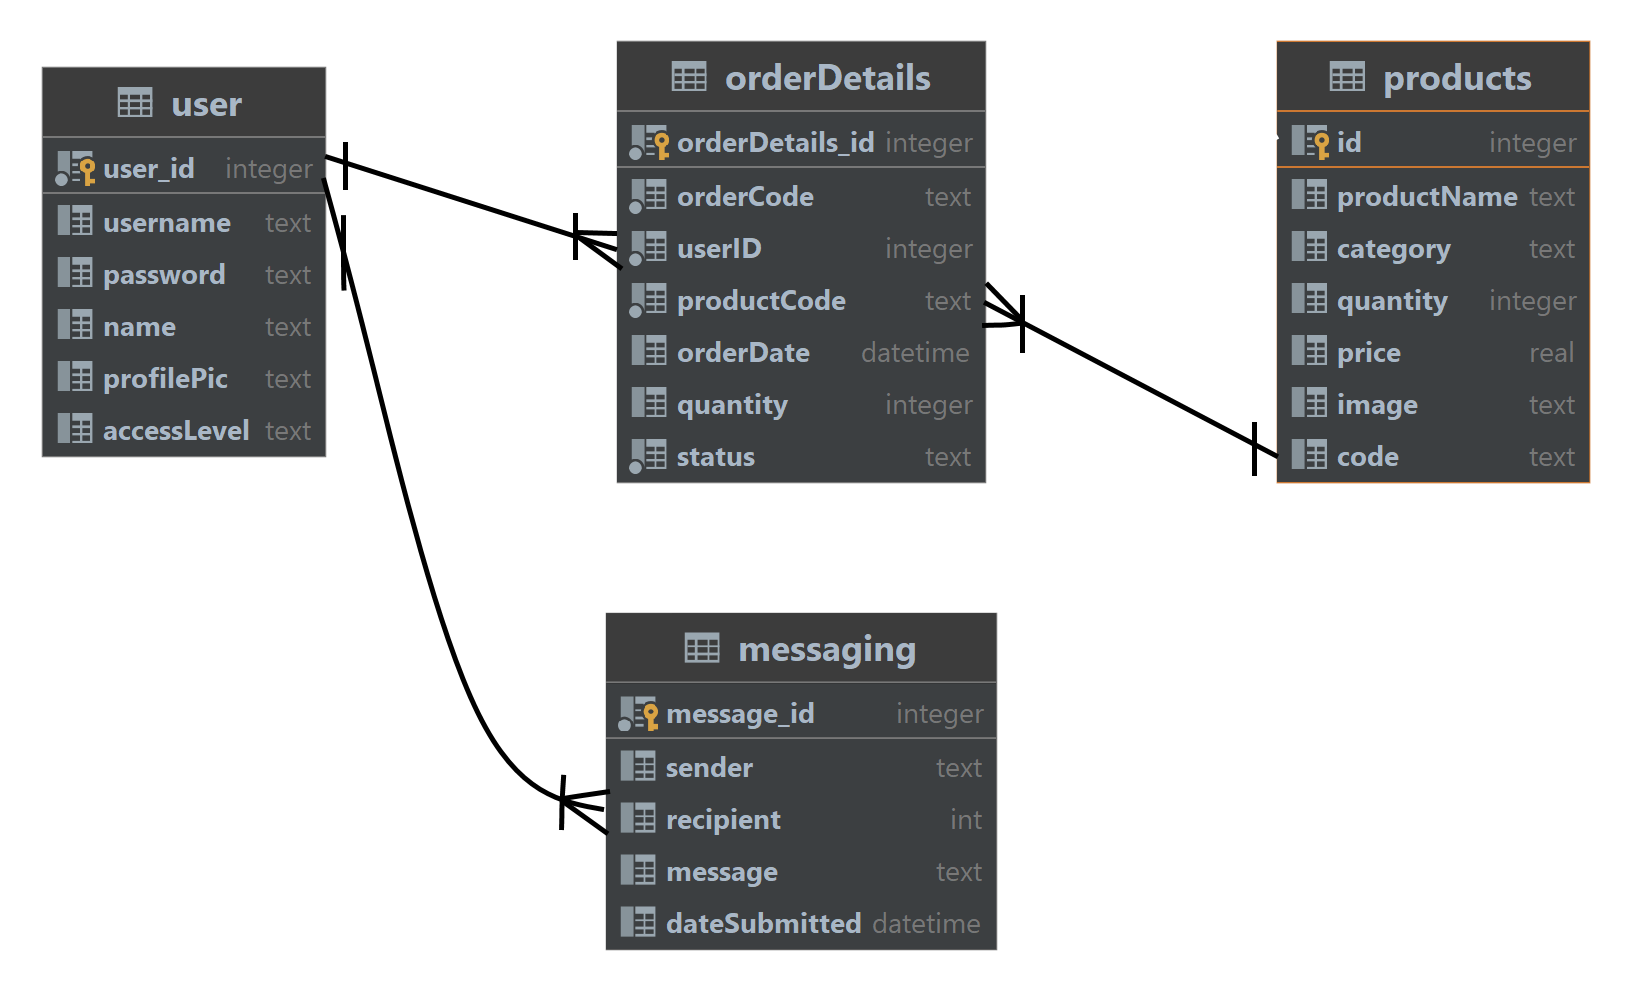 user
user_id integer
username text
password text
name text
profilePic text
accessLevel text
orderDetails
orderDetails_id integer
orderCode text
userID integer
productCode text
orderDate datetime
quantity integer
status text
products
id integer
productName text
category text
quantity integer
price real
image text
code text
messaging
message_id integer
sender text
recipient int
message text
dateSubmitted datetime